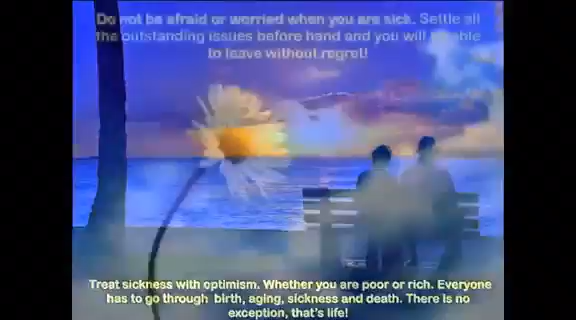 Do not be afraid or worried when you are sick. Settle all
the outstanding issues before hand and you will be able
to leave without regret!
Treat sickness with optimism. Whether you are poor or rich. Everyone
has to go through birth, aging, sickness and death. There is no
exception, that's life!